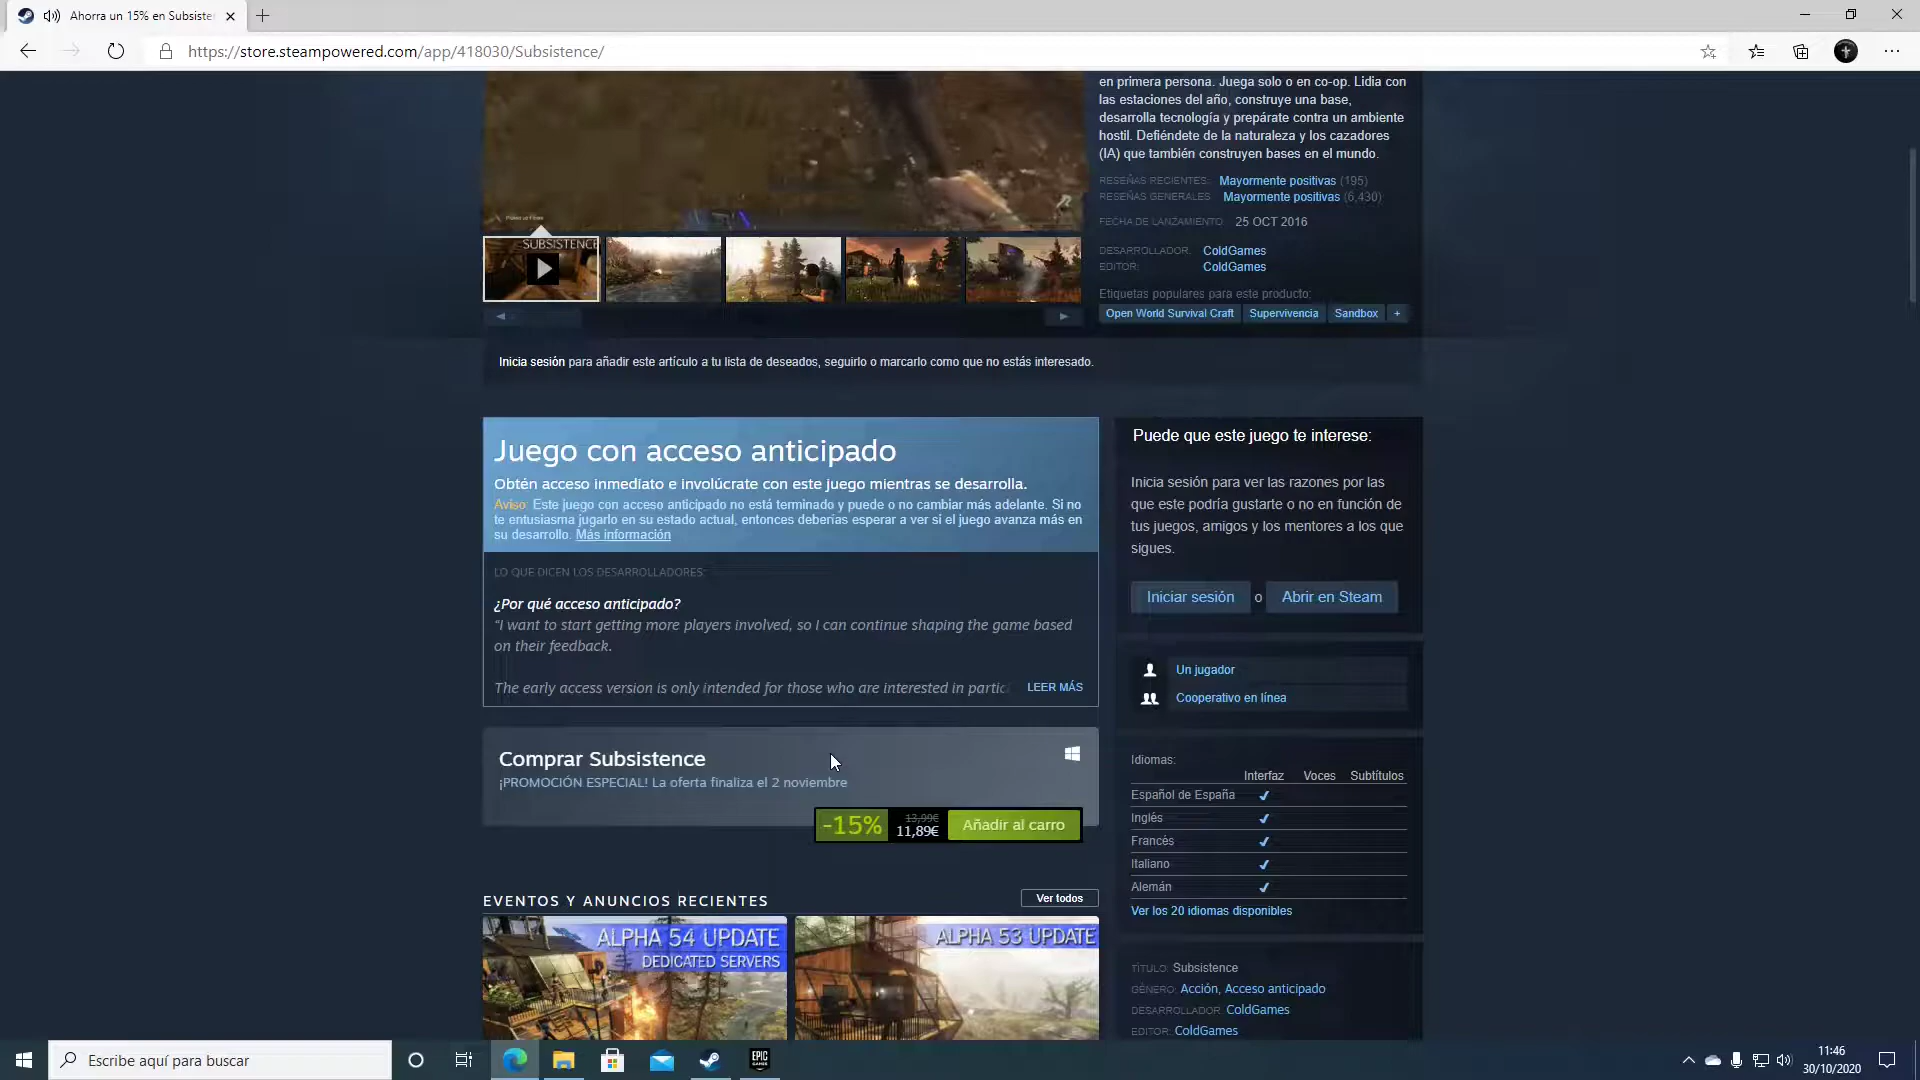 Ahorra un 15% en Subsiste
https://store.steampowered.com/app/418030/Subsistence/
en primera persona. Juega solo o en co-op. Lidia con
las estaciones del año, construye una base,
desarrolla tecnología y prepárate contra un ambiente
hostil. Defiéndete de la naturaleza y los cazadores
(IA) que también construyen bases en el mundo.
RESEÑAS RECIENTES: Mayormente positivas (195)
RESEÑAS GENERALES Mayormente positivas (6,430)
FECHA DE LANZAMIENTO: 25 OCT 2016
DESARROLLADOR: ColdGames
EDITOR: ColdGames
SUBSISTENCE
Etiquetas populares para este producto:
Open World Survival Craft Supervivencia Sandbox +
Inicia sesión para añadir este artículo a tu lista de deseados, seguirlo o marcarlo como que no estás interesado.
Juego con acceso anticipado
Obtén acceso inmediato e involúcrate con este juego mientras se desarrolla.
Aviso: Este juego con acceso anticipado no está terminado y puede o no cambiar más adelante. Si no
te entusiasma jugarlo en su estado actual, entonces deberías esperar a ver si el juego avanza más en
su desarrollo. Más información
LO QUE DICEN LOS DESARROLLADORES:
¿Por qué acceso anticipado?
“I want to start getting more players involved, so I can continue shaping the game based
on their feedback.
The early access version is only intended for those who are interested in partic
LEER MÁS
Comprar Subsistence
¡PROMOCIÓN ESPECIAL! La oferta finaliza el 2 noviembre
-15% 13,99€ 11,89€ Añadir al carro
EVENTOS Y ANUNCIOS RECIENTES
Ver todos
ALPHA 54 UPDATE
DEDICATED SERVERS
ALPHA 53 UPDATE
Puede que este juego te interese:
Inicia sesión para ver las razones por las
que este podría gustarte o no en función de
tus juegos, amigos y los mentores a los que
sigues.
Iniciar sesión o Abrir en Steam
Un jugador
Cooperativo en línea
Idiomas:
Interfaz Voces Subtítulos
Español de España ✔
Inglés ✔
Francés ✔
Italiano ✔
Alemán ✔
Ver los 20 idiomas disponibles
TÍTULO: Subsistence
GÉNERO: Acción, Acceso anticipado
DESARROLLADOR: ColdGames
EDITOR: ColdGames
Escribe aquí para buscar
EPIC
GAMES
11:46
30/10/2020